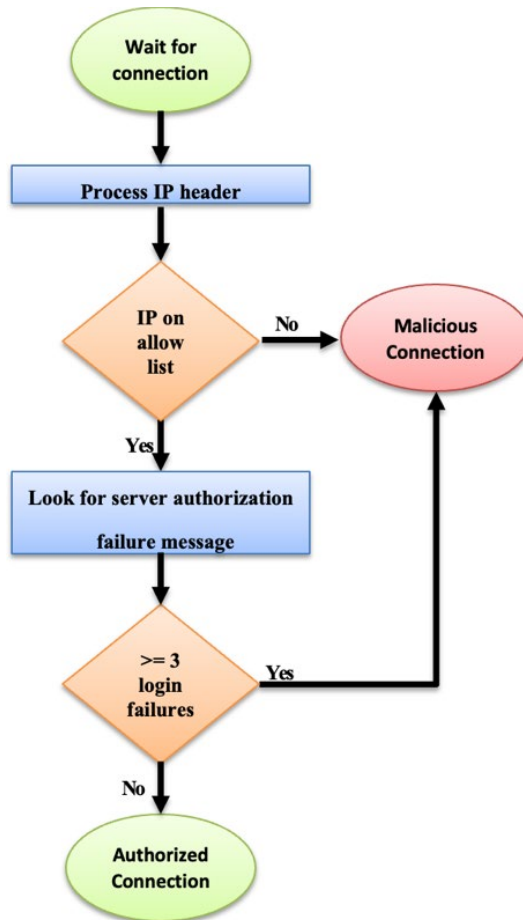 Wait for
connection
Process IP header
IP on
allow
list
No
Malicious
Connection
Yes
Look for server authorization
failure message
>= 3
login
failures
Yes
No
Authorized
Connection